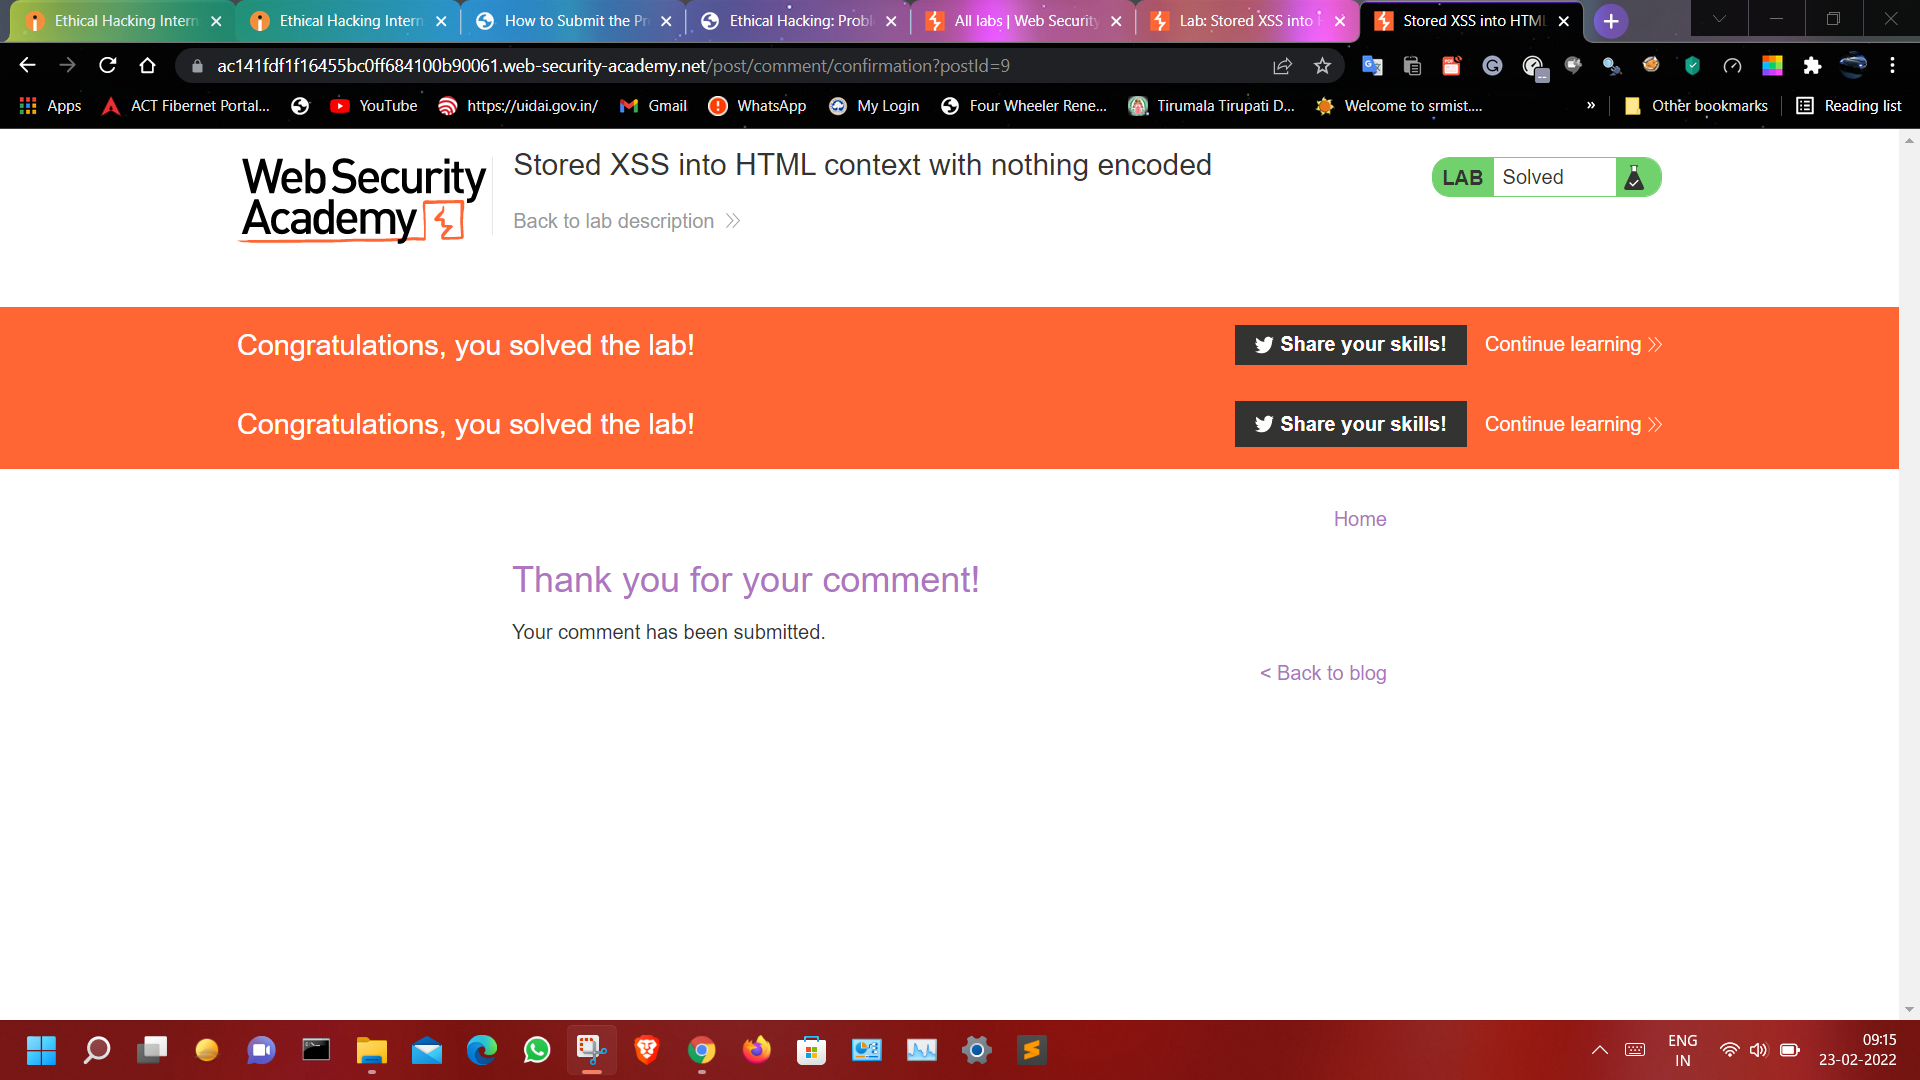 Ethical Hacking Intern
Ethical Hacking Intern
How to Submit the Pr
Ethical Hacking: Probl
All labs | Web Security
Lab: Stored XSS into
Stored XSS into HTML
ac141fdf1f16455bc0ff684100b90061.web-security-academy.net/post/comment/confirmation?postId=9
Apps
ACT Fibernet Portal...
YouTube
https://uidai.gov.in/
Gmail
WhatsApp
My Login
Four Wheeler Rene...
Tirumala Tirupati D...
Welcome to srmist....
»
Other bookmarks
Reading list
Web Security
Academy
Stored XSS into HTML context with nothing encoded
Back to lab description
LAB Solved
Congratulations, you solved the lab!
Share your skills!
Continue learning
Congratulations, you solved the lab!
Share your skills!
Continue learning
Home
Thank you for your comment!
Your comment has been submitted.
< Back to blog
ENG
IN
09:15
23-02-2022